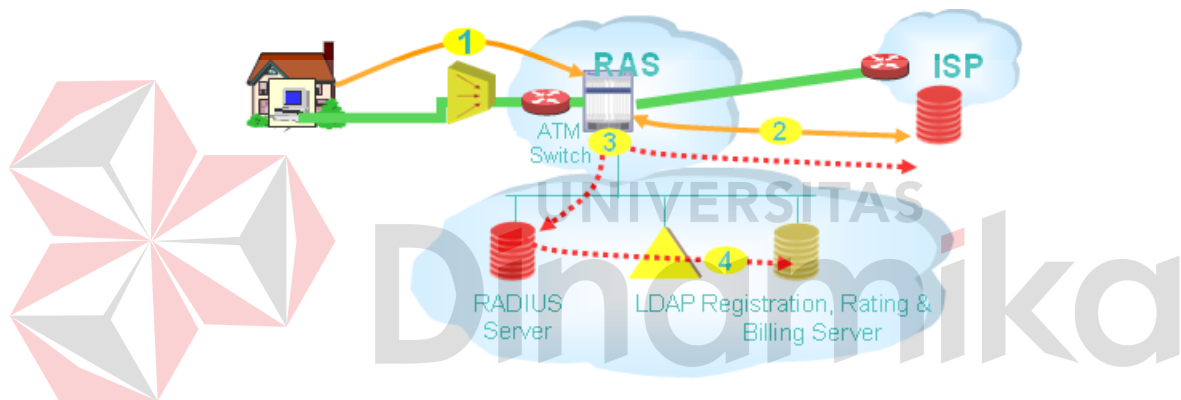 1
RAS
ISP
ATM
Switch
2
3
UNIVERSITAS
Dinamika
4
RADIUS
Server
LDAP Registration, Rating &
Billing Server